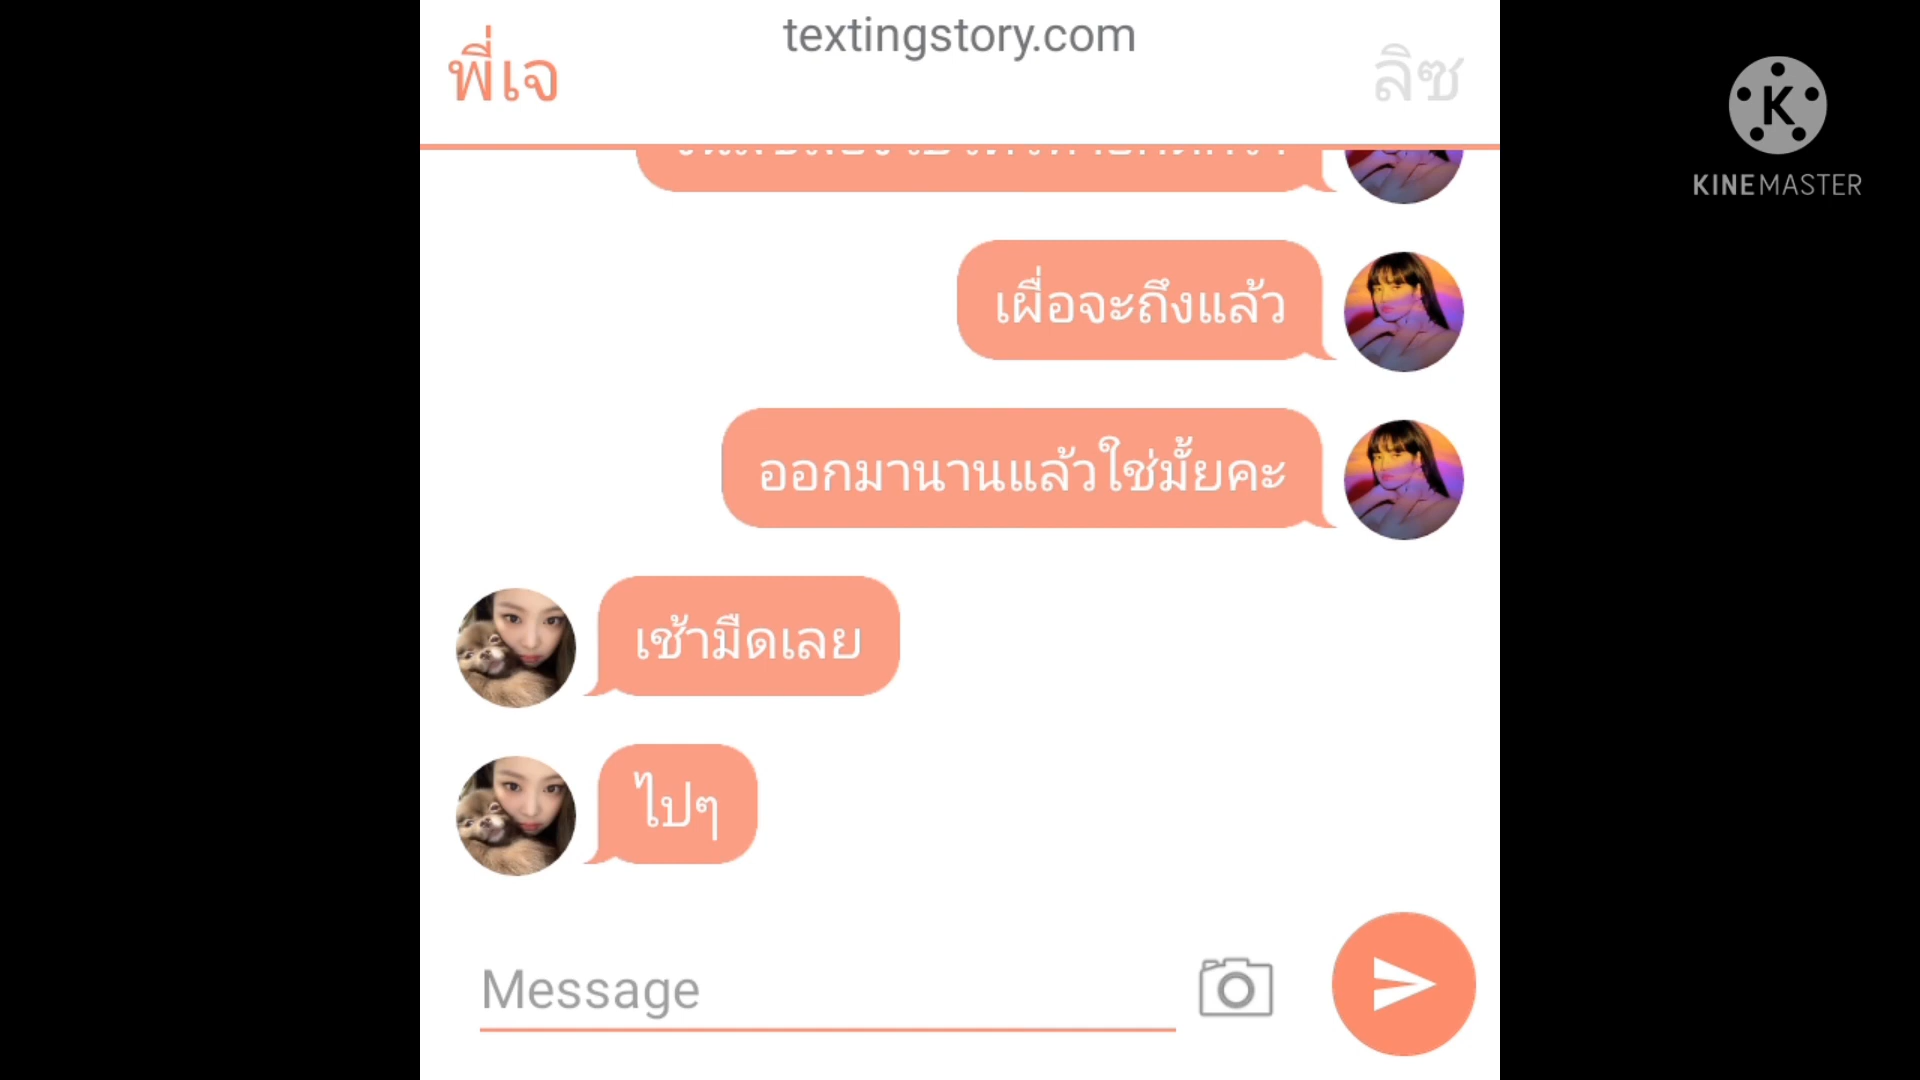 textingstory.com
พี่เจ
ลิซ
KINEMASTER
เผื่อจะถึงแล้ว
ออกมานานแล้วใช่มั้ยคะ
เช้ามืดเลย
ไปๆ
Message